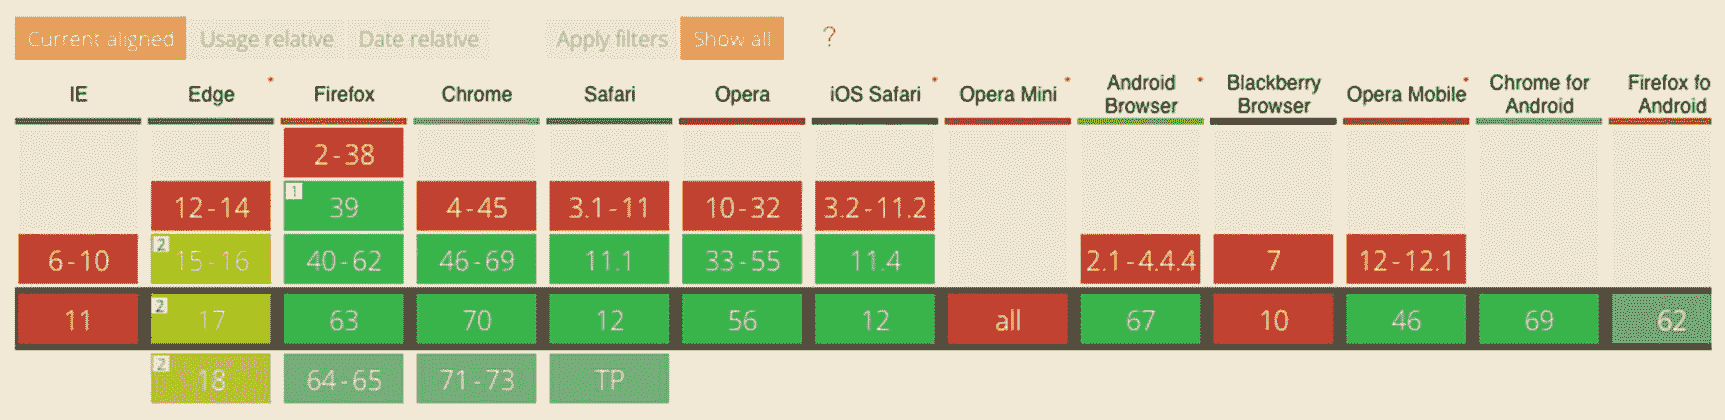 Current aligned Usage relative Date relative Apply filters Show all ?
IE Edge * Firefox Chrome Safari Opera iOS Safari * Opera Mini * Android Browser * Blackberry Browser Opera Mobile * Chrome for Android Firefox fo Android
2-38
12-14 1 39 4-45 3.1-11 10-32 3.2-11.2
6-10 2 15-16 40-62 46-69 11.1 33-55 11.4 2.1-4.4.4 7 12-12.1
11 2 17 63 70 12 56 12 all 67 10 46 69 62
2 18 64-65 71-73 TP